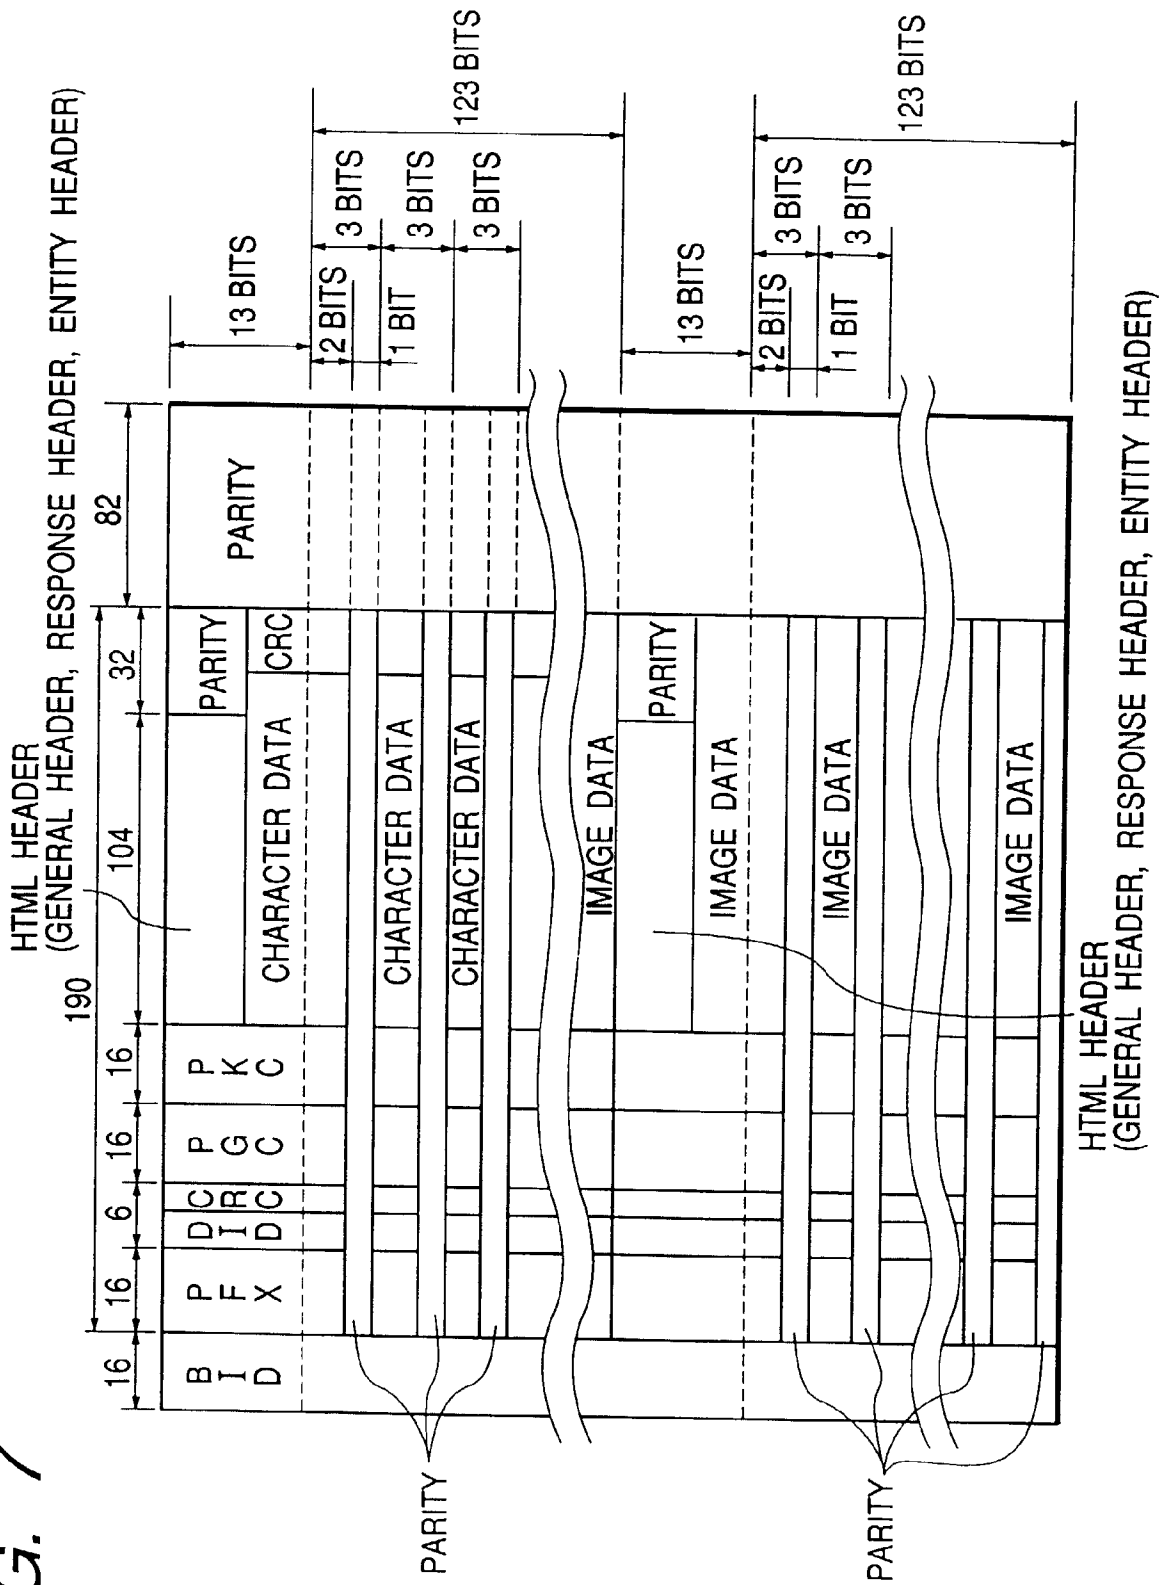 G. 7
HTML HEADER
(GENERAL HEADER, RESPONSE HEADER, ENTITY HEADER)
190
16
16
6
16
16
104
32
82
B I D
P F X
D I D
C R C
P G C
P K C
PARITY
PARITY
13 BITS
CHARACTER DATA
CRC
2 BITS
3 BITS
123 BITS
1 BIT
CHARACTER DATA
3 BITS
CHARACTER DATA
3 BITS
PARITY
IMAGE DATA
PARITY
13 BITS
IMAGE DATA
2 BITS
3 BITS
123 BITS
1 BIT
IMAGE DATA
3 BITS
PARITY
IMAGE DATA
HTML HEADER
(GENERAL HEADER, RESPONSE HEADER, ENTITY HEADER)